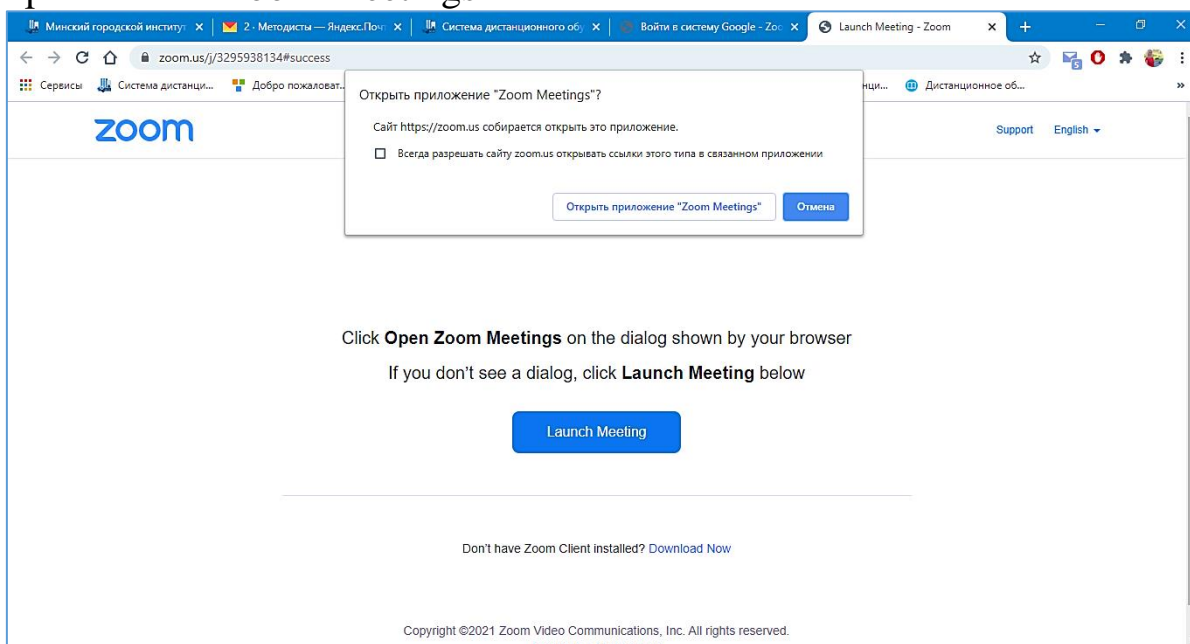 Минский городской институт
2 · Методисты — Яндекс.Почт
Система дистанционного обу
Войти в систему Google - Zoo
Launch Meeting - Zoom
zoom.us/j/3295938134#success
Сервисы
Система дистанци...
Добро пожаловат...
нци...
Дистанционное об...
Открыть приложение "Zoom Meetings"?
Сайт https://zoom.us собирается открыть это приложение.
Всегда разрешать сайту zoom.us открывать ссылки этого типа в связанном приложении
Открыть приложение "Zoom Meetings"
Отмена
zoom
Support
English
Click Open Zoom Meetings on the dialog shown by your browser
If you don't see a dialog, click Launch Meeting below
Launch Meeting
Don't have Zoom Client installed? Download Now
Copyright ©2021 Zoom Video Communications, Inc. All rights reserved.